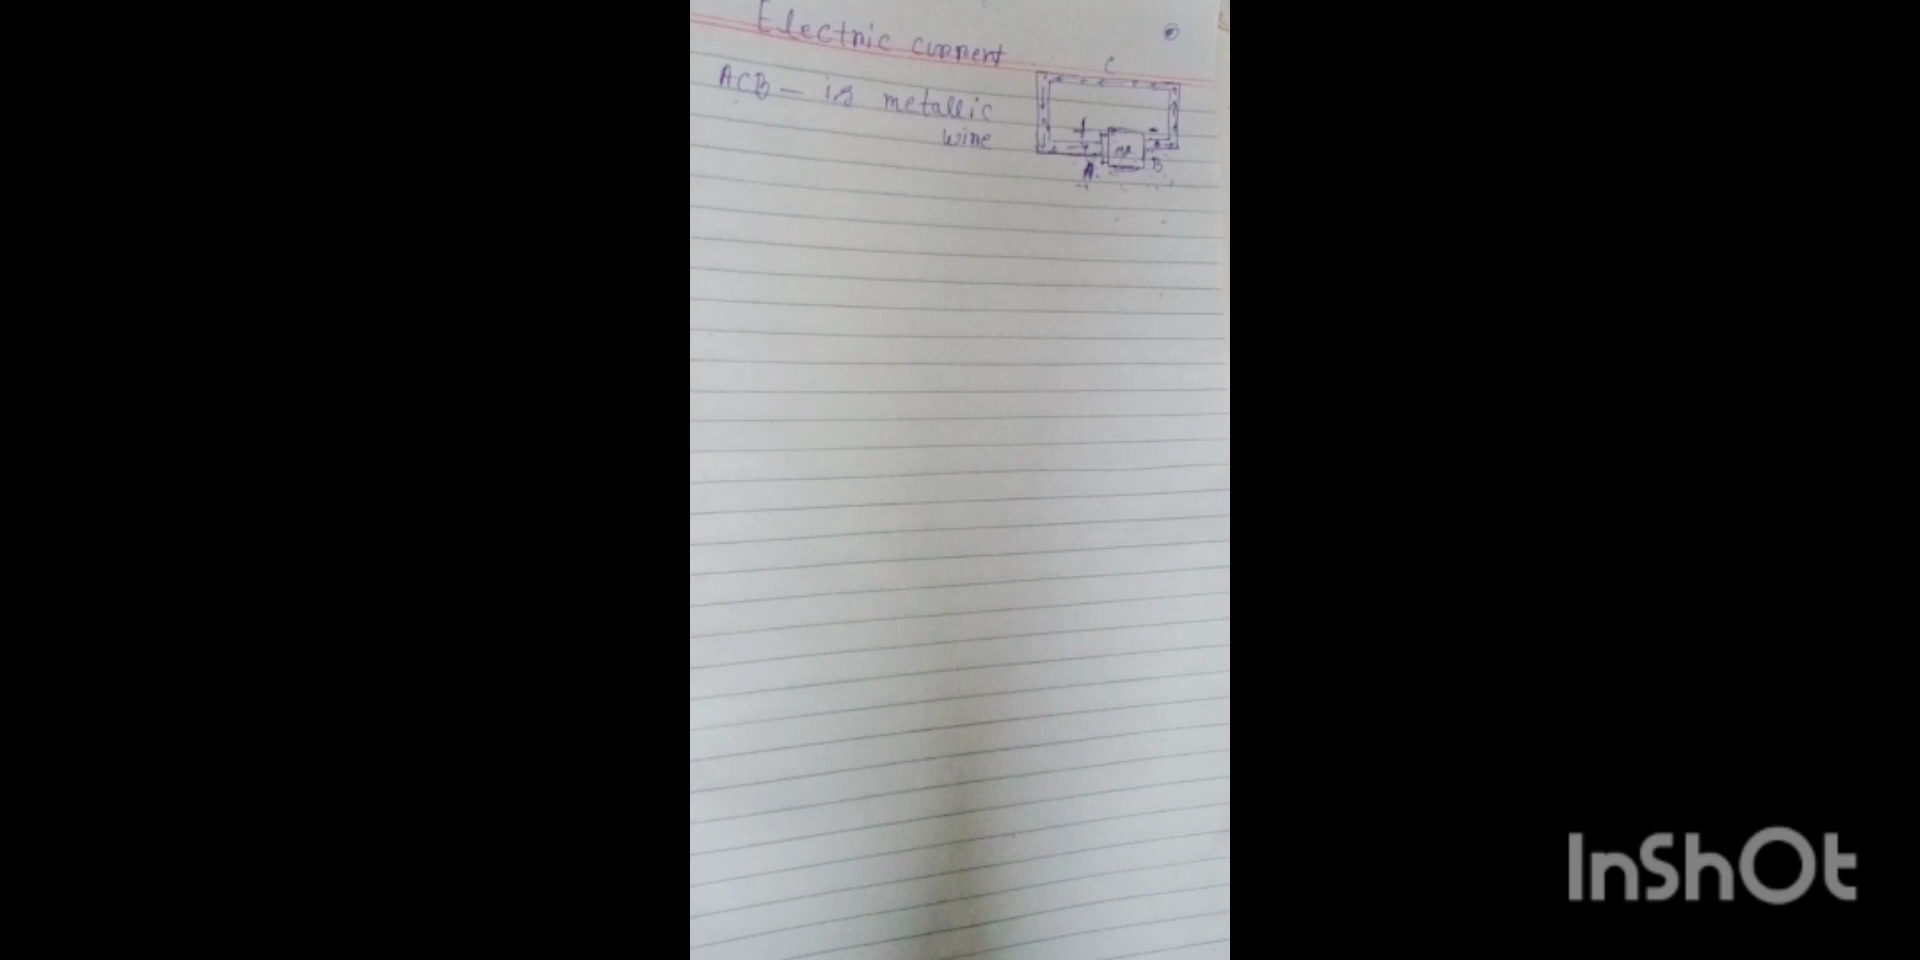 Electric current
C
ACB - is metallic
wire
+ -
A B
InShOt